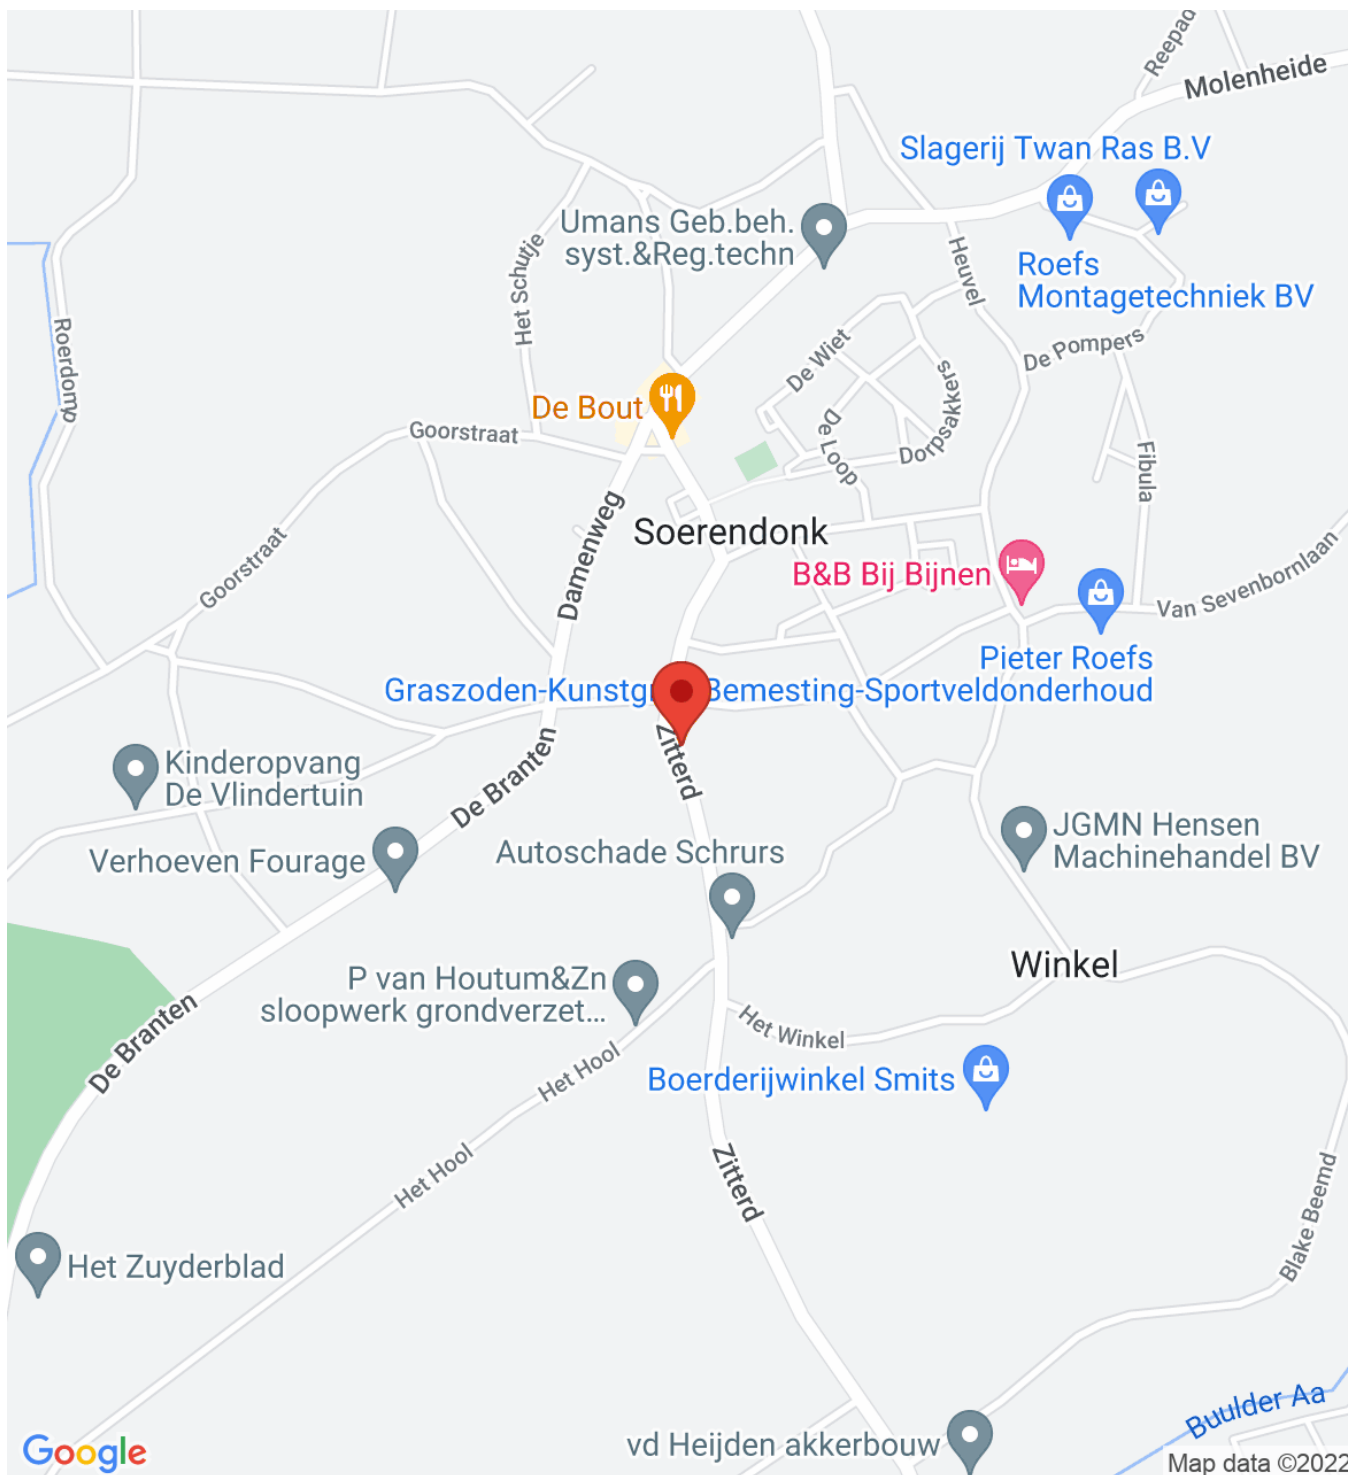 Reepad
Molenheide
Slagerij Twan Ras B.V
Umans Geb.beh.
syst.&Reg.techn
Heuvel
Roefs
Montagetechniek BV
Het Schutje
Roerdomp
De Wiet
De Pompers
De Bout
Goorstraat
De Loop
Dorpsakkers
Fibula
Damenweg
Soerendonk
Goorstraat
B&B Bij Bijnen
Van Sevenbornlaan
Pieter Roefs
Graszoden-Kunstgr Bemesting-Sportveldonderhoud
Zitterd
Kinderopvang
De Vlindertuin
De Branten
JGMN Hensen
Machinehandel BV
Autoschade Schrurs
Verhoeven Fourage
Winkel
P van Houtum&Zn
sloopwerk grondverzet...
Het Winkel
De Branten
Het Hool
Boerderijwinkel Smits
Het Hool
Zitterd
Blake Beemd
Het Zuyderblad
Buulder Aa
vd Heijden akkerbouw
Google
Map data ©2022